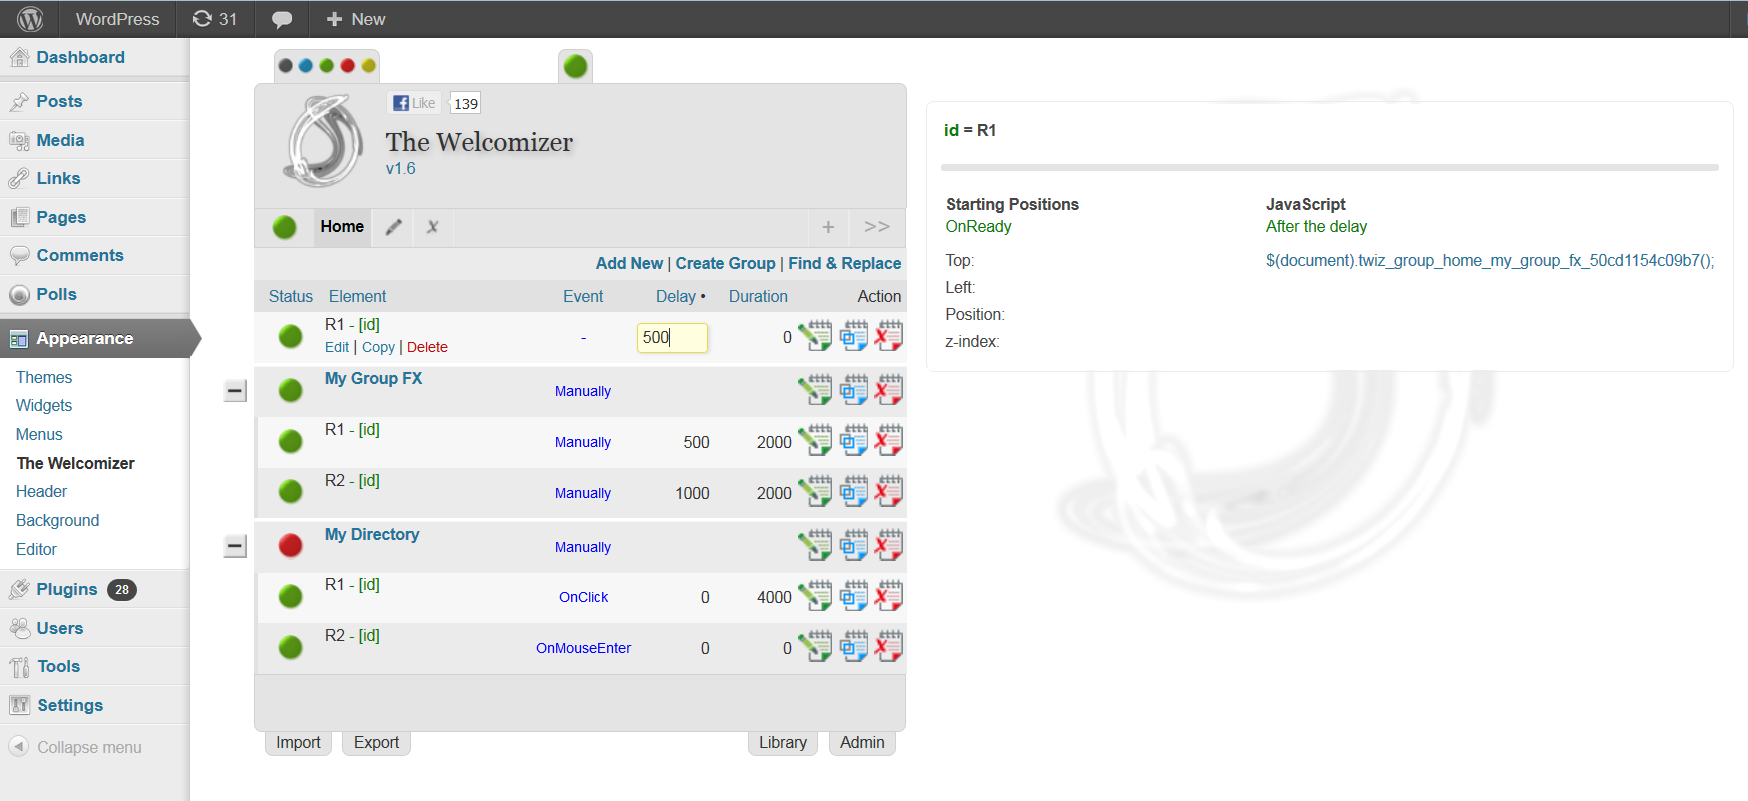 WordPress 31 New
Dashboard
Posts
Media
Links
Pages
Comments
Polls
Appearance
Themes
Widgets
Menus
The Welcomizer
Header
Background
Editor
Plugins 28
Users
Tools
Settings
Collapse menu
Like 139
The Welcomizer
v1.6
Home x + >>
Add New | Create Group | Find & Replace
Status Element Event Delay • Duration Action
R1 - [id]
Edit | Copy | Delete
- 500 0
My Group FX Manually
R1 - [id] Manually 500 2000
R2 - [id] Manually 1000 2000
My Directory Manually
R1 - [id] OnClick 0 4000
R2 - [id] OnMouseEnter 0 0
Import Export Library Admin
id = R1
Starting Positions
OnReady
Top:
Left:
Position:
z-index:
JavaScript
After the delay
$(document).twiz_group_home_my_group_fx_50cd1154c09b7();